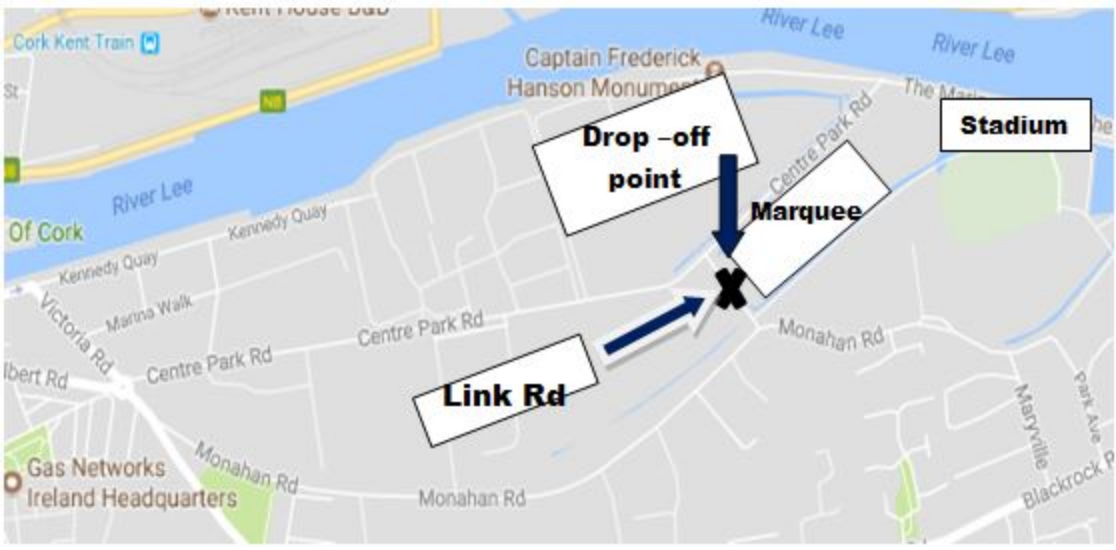 Kent House B&B
Cork Kent Train
St
N8
River Lee
River Lee
River Lee
Captain Frederick
Hanson Monument
Drop –off
point
Centre Park Rd
The Mari
Stadium
he
Marquee
Of Cork
Kennedy Quay
Kennedy Quay
Marina Walk
Victoria Rd
lbert Rd
Centre Park Rd
Centre Park Rd
Link Rd
X
Monahan Rd
Maryville
Park Ave
Blackrock R
Monahan Rd
Monahan Rd
Gas Networks
Ireland Headquarters